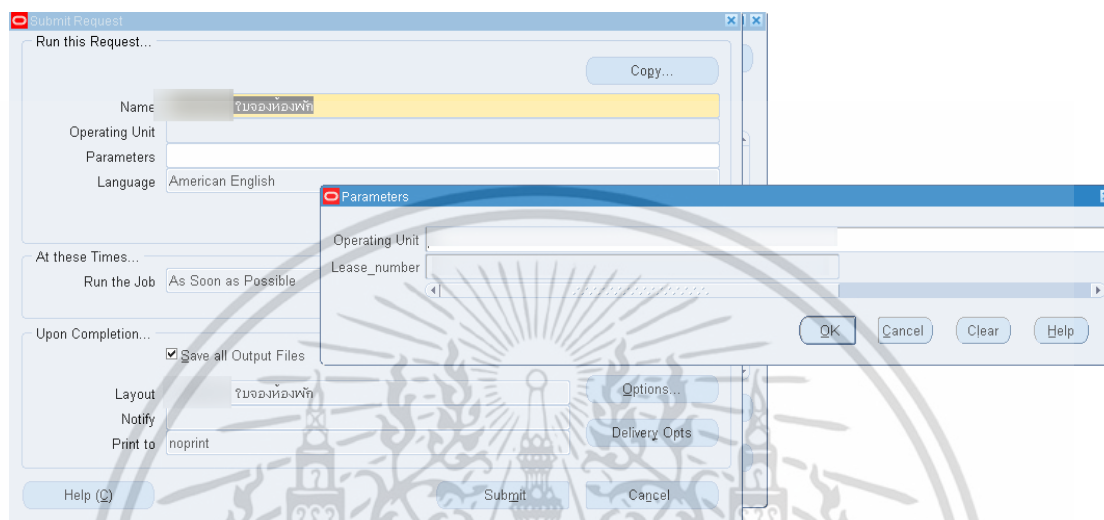 Submit Request
Run this Request...
Copy...
Name ใบจองห้องพัก
Operating Unit
Parameters
Language American English
Parameters
Operating Unit
Lease_number
OK Cancel Clear Help
At these Times...
Run the Job As Soon as Possible
Upon Completion...
Save all Output Files
Layout ใบจองห้องพัก
Options...
Notify
Delivery Opts
Print to noprint
Help (C) Submit Cancel